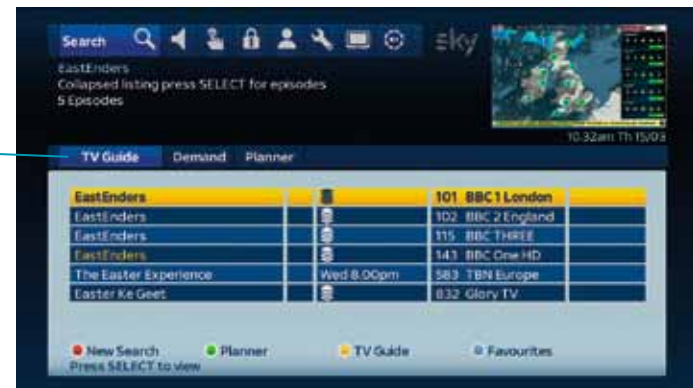 Search
sky
EastEnders
Collapsed listing press SELECT for episodes
5 Episodes
10.32am Th 15/03
TV Guide Demand Planner
EastEnders 101 BBC 1 London
EastEnders 102 BBC 2 England
EastEnders 115 BBC THREE
EastEnders 143 BBC One HD
The Easter Experience Wed 8.00pm 583 TBN Europe
Easter Ke Geet 832 Glory TV
New Search Planner TV Guide Favourites
Press SELECT to view